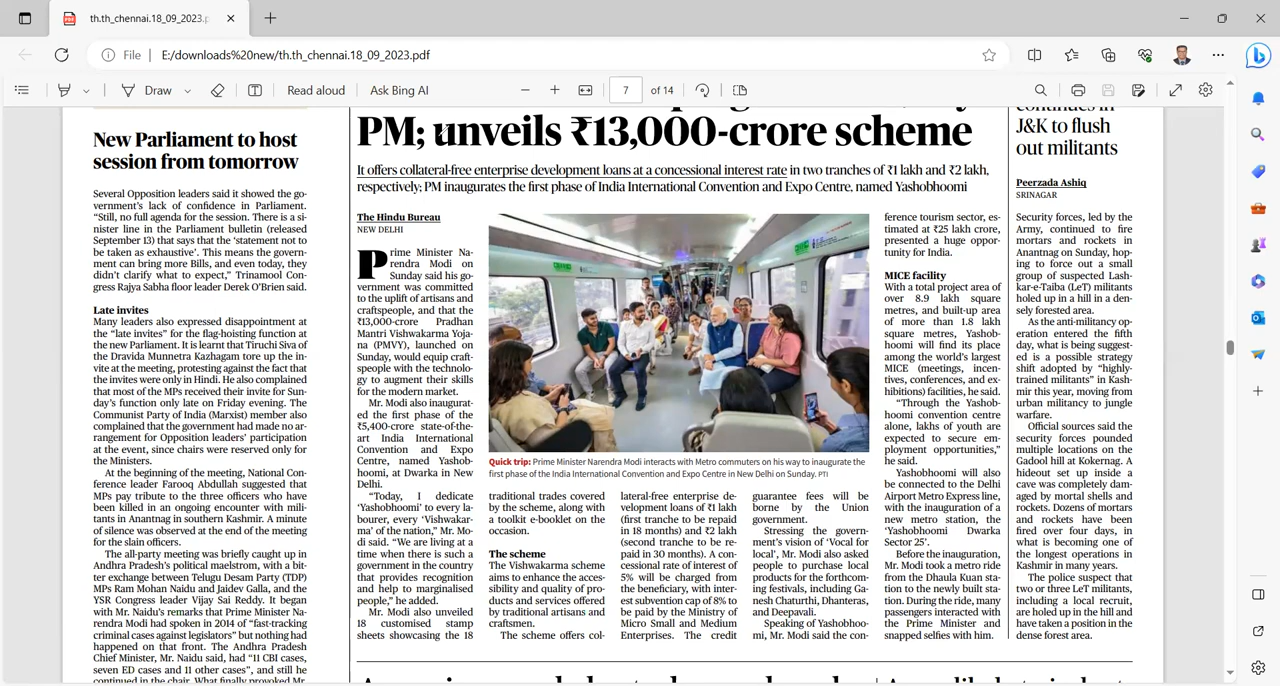 th.th_chennai.18_09_2023.p
File | E:/downloads%20new/th.th_chennai.18_09_2023.pdf
Draw
Read aloud
Ask Bing AI
7
of 14
New Parliament to host
session from tomorrow
Several Opposition leaders said it showed the go-
vernment's lack of confidence in Parliament.
“Still, no full agenda for the session. There is a si-
nister line in the Parliament bulletin (released
September 13) that says that the ‘statement not to
be taken as exhaustive’. This means the govern-
ment can bring more Bills, and even today, they
didn't clarify what to expect,” Trinamool Con-
gress Rajya Sabha floor leader Derek O'Brien said.
Late invites
Many leaders also expressed disappointment at
the “late invites” for the flag-hoisting function at
the new Parliament. It is learnt that Tiruchi Siva of
the Dravida Munnetra Kazhagam tore up the in-
vite at the meeting, protesting against the fact that
the invites were only in Hindi. He also complained
that most of the MPs received their invite for Sun-
day's function only late on Friday evening. The
Communist Party of India (Marxist) member also
complained that the government had made no ar-
rangement for Opposition leaders' participation
at the event, since chairs were reserved only for
the Ministers.
At the beginning of the meeting, National Con-
ference leader Farooq Abdullah suggested that
MPs pay tribute to the three officers who have
been killed in an ongoing encounter with mili-
tants in Anantnag in southern Kashmir. A minute
of silence was observed at the end of the meeting
for the slain officers.
The all-party meeting was briefly caught up in
Andhra Pradesh's political maelstrom, with a bit-
ter exchange between Telugu Desam Party (TDP)
MPs Ram Mohan Naidu and Jaidev Galla, and the
YSR Congress leader Vijay Sai Reddy. It began
with Mr. Naidu's remarks that Prime Minister Na-
rendra Modi had spoken in 2014 of “fast-tracking
criminal cases against legislators” but nothing had
happened on that front. The Andhra Pradesh
Chief Minister, Mr. Naidu said, had “11 CBI cases,
seven ED cases and 11 other cases”, and still he
continued in the chair. What finally provoked Mr.
PM; unveils ₹13,000-crore scheme
It offers collateral-free enterprise development loans at a concessional interest rate in two tranches of ₹1 lakh and ₹2 lakh,
respectively; PM inaugurates the first phase of India International Convention and Expo Centre, named Yashobhoomi
The Hindu Bureau
NEW DELHI
Prime Minister Na-
rendra Modi on
Sunday said his go-
vernment was committed
to the uplift of artisans and
craftspeople, and that the
₹13,000-crore Pradhan
Mantri Vishwakarma Yoja-
na (PMVY), launched on
Sunday, would equip craft-
speople with the technolo-
gy to augment their skills
for the modern market.
Mr. Modi also inaugurat-
ed the first phase of the
₹5,400-crore state-of-the-
art India International
Convention and Expo
Centre, named Yashob-
hoomi, at Dwarka in New
Delhi.
“Today, I dedicate
‘Yashobhoomi’ to every la-
bourer, every ‘Vishwakar-
ma’ of the nation,” Mr. Mo-
di said. “We are living at a
time when there is such a
government in the country
that provides recognition
and help to marginalised
people,” he added.
Mr. Modi also unveiled
18 customised stamp
sheets showcasing the 18
Quick trip: Prime Minister Narendra Modi interacts with Metro commuters on his way to inaugurate the
first phase of the India International Convention and Expo Centre in New Delhi on Sunday. PTI
traditional trades covered
by the scheme, along with
a toolkit e-booklet on the
occasion.
The scheme
The Vishwakarma scheme
aims to enhance the acces-
sibility and quality of pro-
ducts and services offered
by traditional artisans and
craftsmen.
The scheme offers col-
lateral-free enterprise de-
velopment loans of ₹1 lakh
(first tranche to be repaid
in 18 months) and ₹2 lakh
(second tranche to be re-
paid in 30 months). A con-
cessional rate of interest of
5% will be charged from
the beneficiary, with inter-
est subvention cap of 8% to
be paid by the Ministry of
Micro Small and Medium
Enterprises. The credit
guarantee fees will be
borne by the Union
government.
Stressing the govern-
ment's vision of ‘Vocal for
local’, Mr. Modi also asked
people to purchase local
products for the forthcom-
ing festivals, including Ga-
nesh Chaturthi, Dhanteras,
and Deepavali.
Speaking of Yashobhoo-
mi, Mr. Modi said the con-
ference tourism sector, es-
timated at ₹25 lakh crore,
presented a huge oppor-
tunity for India.
MICE facility
With a total project area of
over 8.9 lakh square
metres, and built-up area
of more than 1.8 lakh
square metres, Yashob-
hoomi will find its place
among the world's largest
MICE (meetings, incen-
tives, conferences, and ex-
hibitions) facilities, he said.
“Through the Yashob-
hoomi convention centre
alone, lakhs of youth are
expected to secure em-
ployment opportunities,”
he said.
Yashobhoomi will also
be connected to the Delhi
Airport Metro Express line,
with the inauguration of a
new metro station, the
‘Yashobhoomi Dwarka
Sector 25’.
Before the inauguration,
Mr. Modi took a metro ride
from the Dhaula Kuan sta-
tion to the newly built sta-
tion. During the ride, many
passengers interacted with
the Prime Minister and
snapped selfies with him.
continues in
J&K to flush
out militants
Peerzada Ashiq
SRINAGAR
Security forces, led by the
Army, continued to fire
mortars and rockets in
Anantnag on Sunday, hop-
ing to force out a small
group of suspected Lash-
kar-e-Taiba (LeT) militants
holed up in a hill in a den-
sely forested area.
As the anti-militancy op-
eration entered the fifth
day, what is being suggest-
ed is a possible strategy
shift adopted by “highly-
trained militants” in Kash-
mir this year, moving from
urban militancy to jungle
warfare.
Official sources said the
security forces pounded
multiple locations on the
Gadool hill at Kokernag. A
hideout set up inside a
cave was completely dam-
aged by mortar shells and
rockets. Dozens of mortars
and rockets have been
fired over four days, in
what is becoming one of
the longest operations in
Kashmir in many years.
The police suspect that
two or three LeT militants,
including a local recruit,
are holed up in the hill and
have taken a position in the
dense forest area.